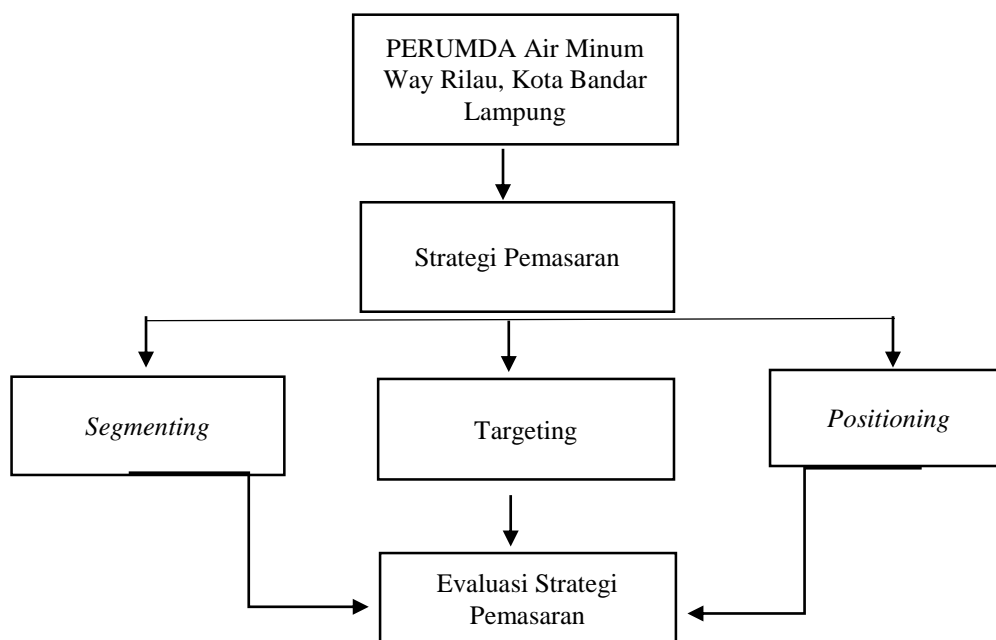 PERUMDA Air Minum
Way Rilau, Kota Bandar
Lampung
Strategi Pemasaran
Segmenting
Targeting
Positioning
Evaluasi Strategi
Pemasaran